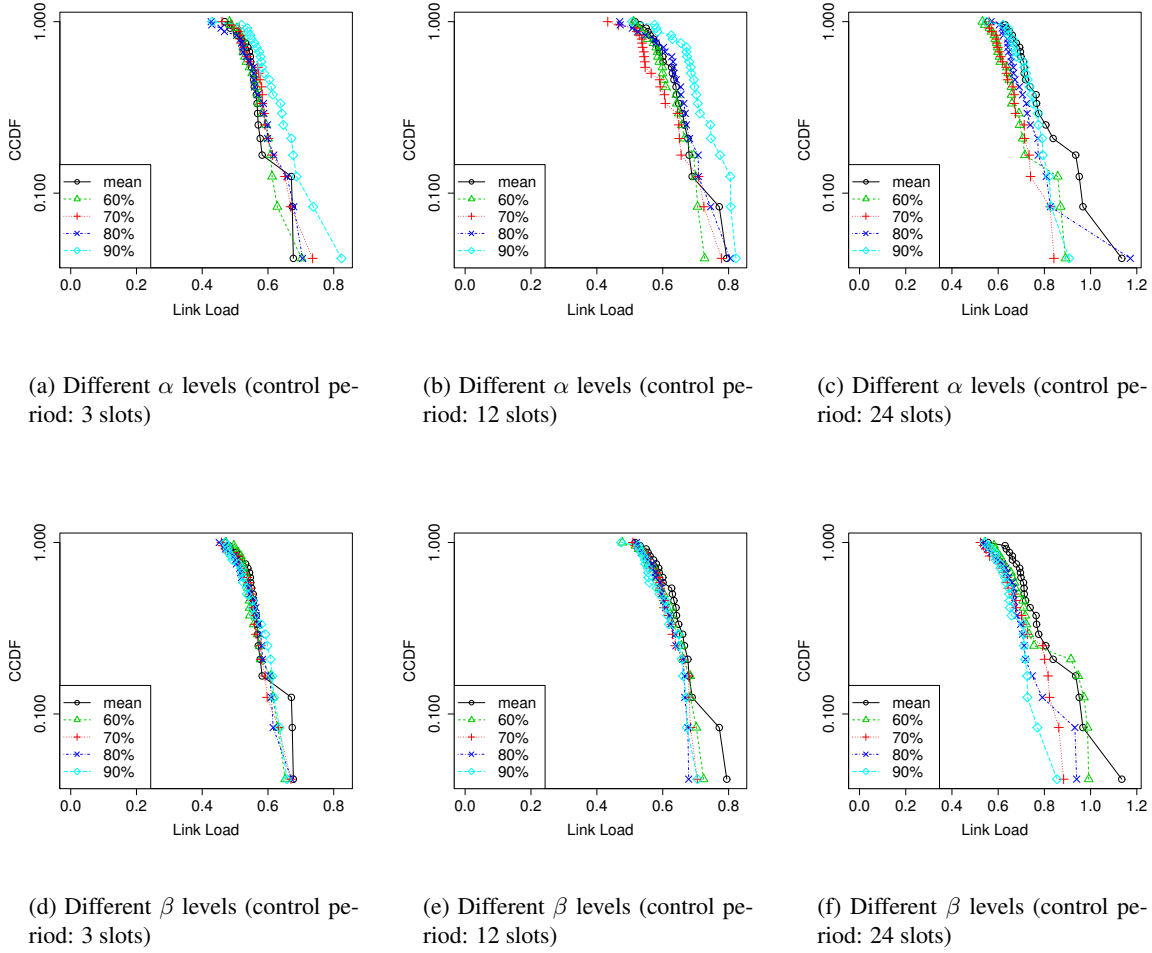 1.000
0.100
CCDF
mean
60%
70%
80%
90%
0.0 0.2 0.4 0.6 0.8
Link Load
(a) Different α levels (control pe-
riod: 3 slots)
1.000
0.100
CCDF
mean
60%
70%
80%
90%
0.0 0.2 0.4 0.6 0.8
Link Load
(b) Different α levels (control pe-
riod: 12 slots)
1.000
0.100
CCDF
mean
60%
70%
80%
90%
0.0 0.2 0.4 0.6 0.8 1.0 1.2
Link Load
(c) Different α levels (control pe-
riod: 24 slots)
1.000
0.100
CCDF
mean
60%
70%
80%
90%
0.0 0.2 0.4 0.6 0.8
Link Load
(d) Different β levels (control pe-
riod: 3 slots)
1.000
0.100
CCDF
mean
60%
70%
80%
90%
0.0 0.2 0.4 0.6 0.8
Link Load
(e) Different β levels (control pe-
riod: 12 slots)
1.000
0.100
CCDF
mean
60%
70%
80%
90%
0.0 0.2 0.4 0.6 0.8 1.0 1.2
Link Load
(f) Different β levels (control pe-
riod: 24 slots)